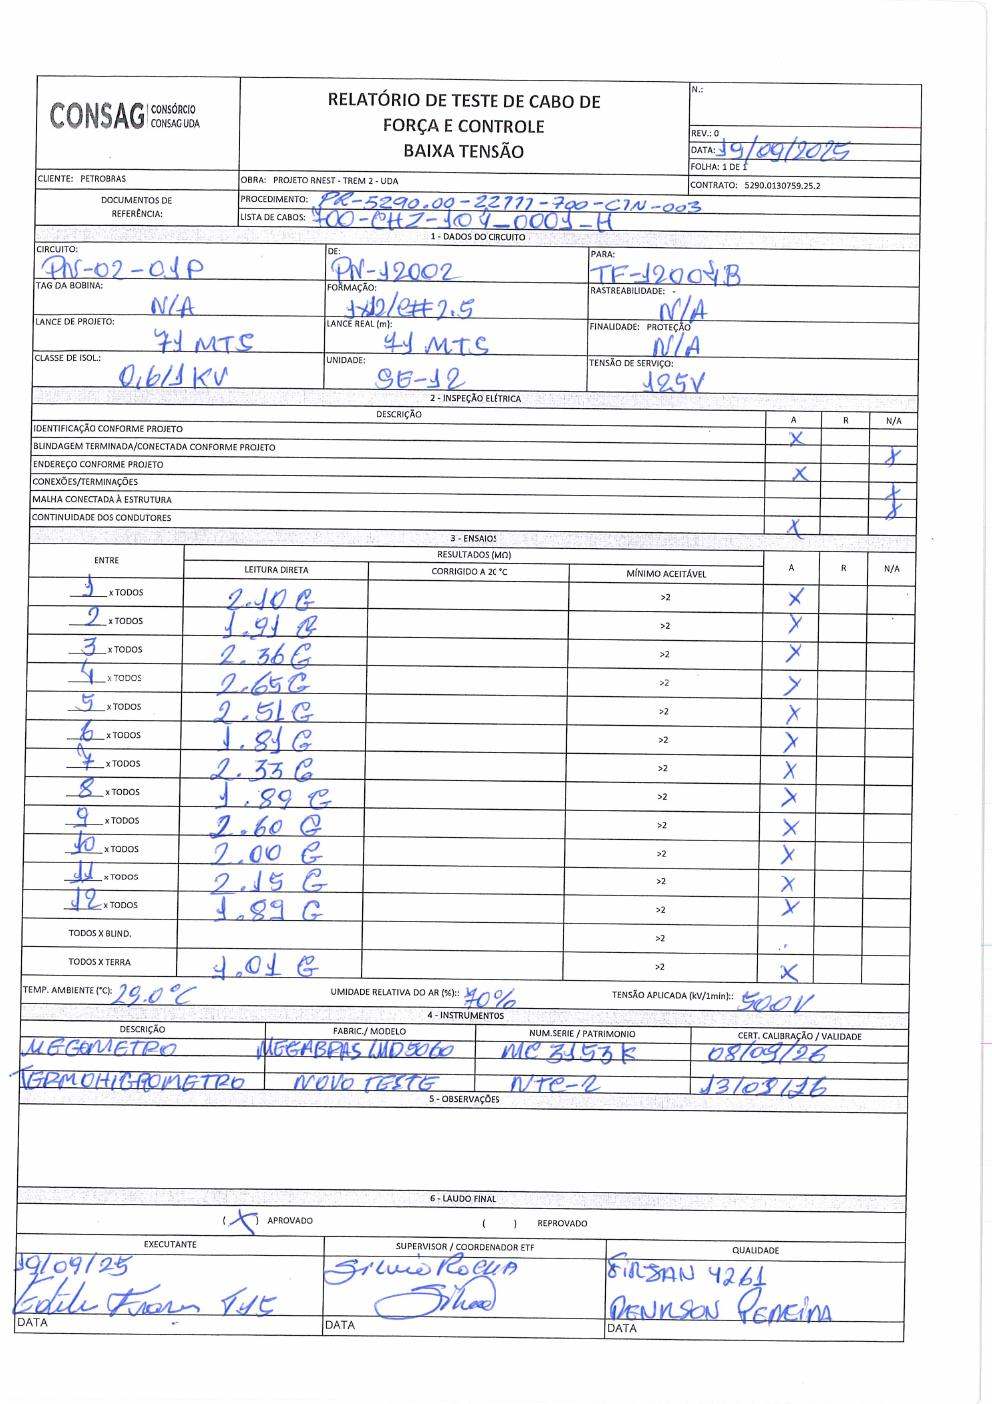 CONSAG CONSÓRCIO CONSAG UDA
RELATÓRIO DE TESTE DE CABO DE
FORÇA E CONTROLE
BAIXA TENSÃO
N.:
REV.: 0
DATA: 19/09/2025
FOLHA: 1 DE 1
CLIENTE: PETROBRAS
OBRA: PROJETO RNEST - TREM 2 - UDA
CONTRATO: 5290.0130759.25.2
DOCUMENTOS DE REFERÊNCIA:
PROCEDIMENTO: PR-5290.00-22777-700-C1N-003
LISTA DE CABOS: 700-CHZ-104-0001-H
1 - DADOS DO CIRCUITO
CIRCUITO: PN-02-01P
DE: PN-12002
PARA: TF-12004B
TAG DA BOBINA: N/A
FORMAÇÃO: 1x12/C#2.5
RASTREABILIDADE: - N/A
LANCE DE PROJETO: 71 MTS
LANCE REAL (m): 71 MTS
FINALIDADE: PROTEÇÃO N/A
CLASSE DE ISOL.: 0,6/1 KV
UNIDADE: SE-12
TENSÃO DE SERVIÇO: 125V
2 - INSPEÇÃO ELÉTRICA
DESCRIÇÃO A R N/A
IDENTIFICAÇÃO CONFORME PROJETO X
BLINDAGEM TERMINADA/CONECTADA CONFORME PROJETO X
ENDEREÇO CONFORME PROJETO X
CONEXÕES/TERMINAÇÕES X
MALHA CONECTADA À ESTRUTURA X
CONTINUIDADE DOS CONDUTORES X
3 - ENSAIOS
ENTRE RESULTADOS (MΩ) A R N/A
LEITURA DIRETA CORRIGIDO A 20 °C MÍNIMO ACEITÁVEL
1 x TODOS 2.10 G >2 X
2 x TODOS 1.91 G >2 X
3 x TODOS 2.36 G >2 X
4 x TODOS 2.65 G >2 X
5 x TODOS 2.51 G >2 X
6 x TODOS 1.81 G >2 X
7 x TODOS 2.33 G >2 X
8 x TODOS 1.89 G >2 X
9 x TODOS 2.60 G >2 X
10 x TODOS 2.00 G >2 X
11 x TODOS 2.15 G >2 X
12 x TODOS 1.89 G >2 X
TODOS X BLIND. >2
TODOS X TERRA 1.01 G >2 X
TEMP. AMBIENTE (°C): 29.0°C UMIDADE RELATIVA DO AR (%):: 70% TENSÃO APLICADA (kV/1min):: 500V
4 - INSTRUMENTOS
DESCRIÇÃO FABRIC./ MODELO NUM.SERIE / PATRIMONIO CERT. CALIBRAÇÃO / VALIDADE
MEGOMETRO MEGABRAS LMD5060 MC 3153 K 08/09/26
TERMOHIGROMETRO NOVO TESTE NTC-2 13/03/26
5 - OBSERVAÇÕES
6 - LAUDO FINAL
(X) APROVADO ( ) REPROVADO
EXECUTANTE SUPERVISOR / COORDENADOR ETF QUALIDADE
19/09/25 Silvio ROCHA
4261
DENILSON PEREIRA
DATA DATA DATA